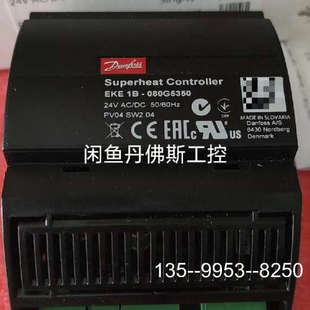 Danfoss
Superheat Controller
EKE 1B - 080G5350
24V AC/DC 50/60Hz
PV04 SW2.04
CE EAC c UL us
MADE IN SLOVAKIA
Danfoss A/S
6430 Nordborg
Denmark
闲鱼丹佛斯工控
135--9953--8250